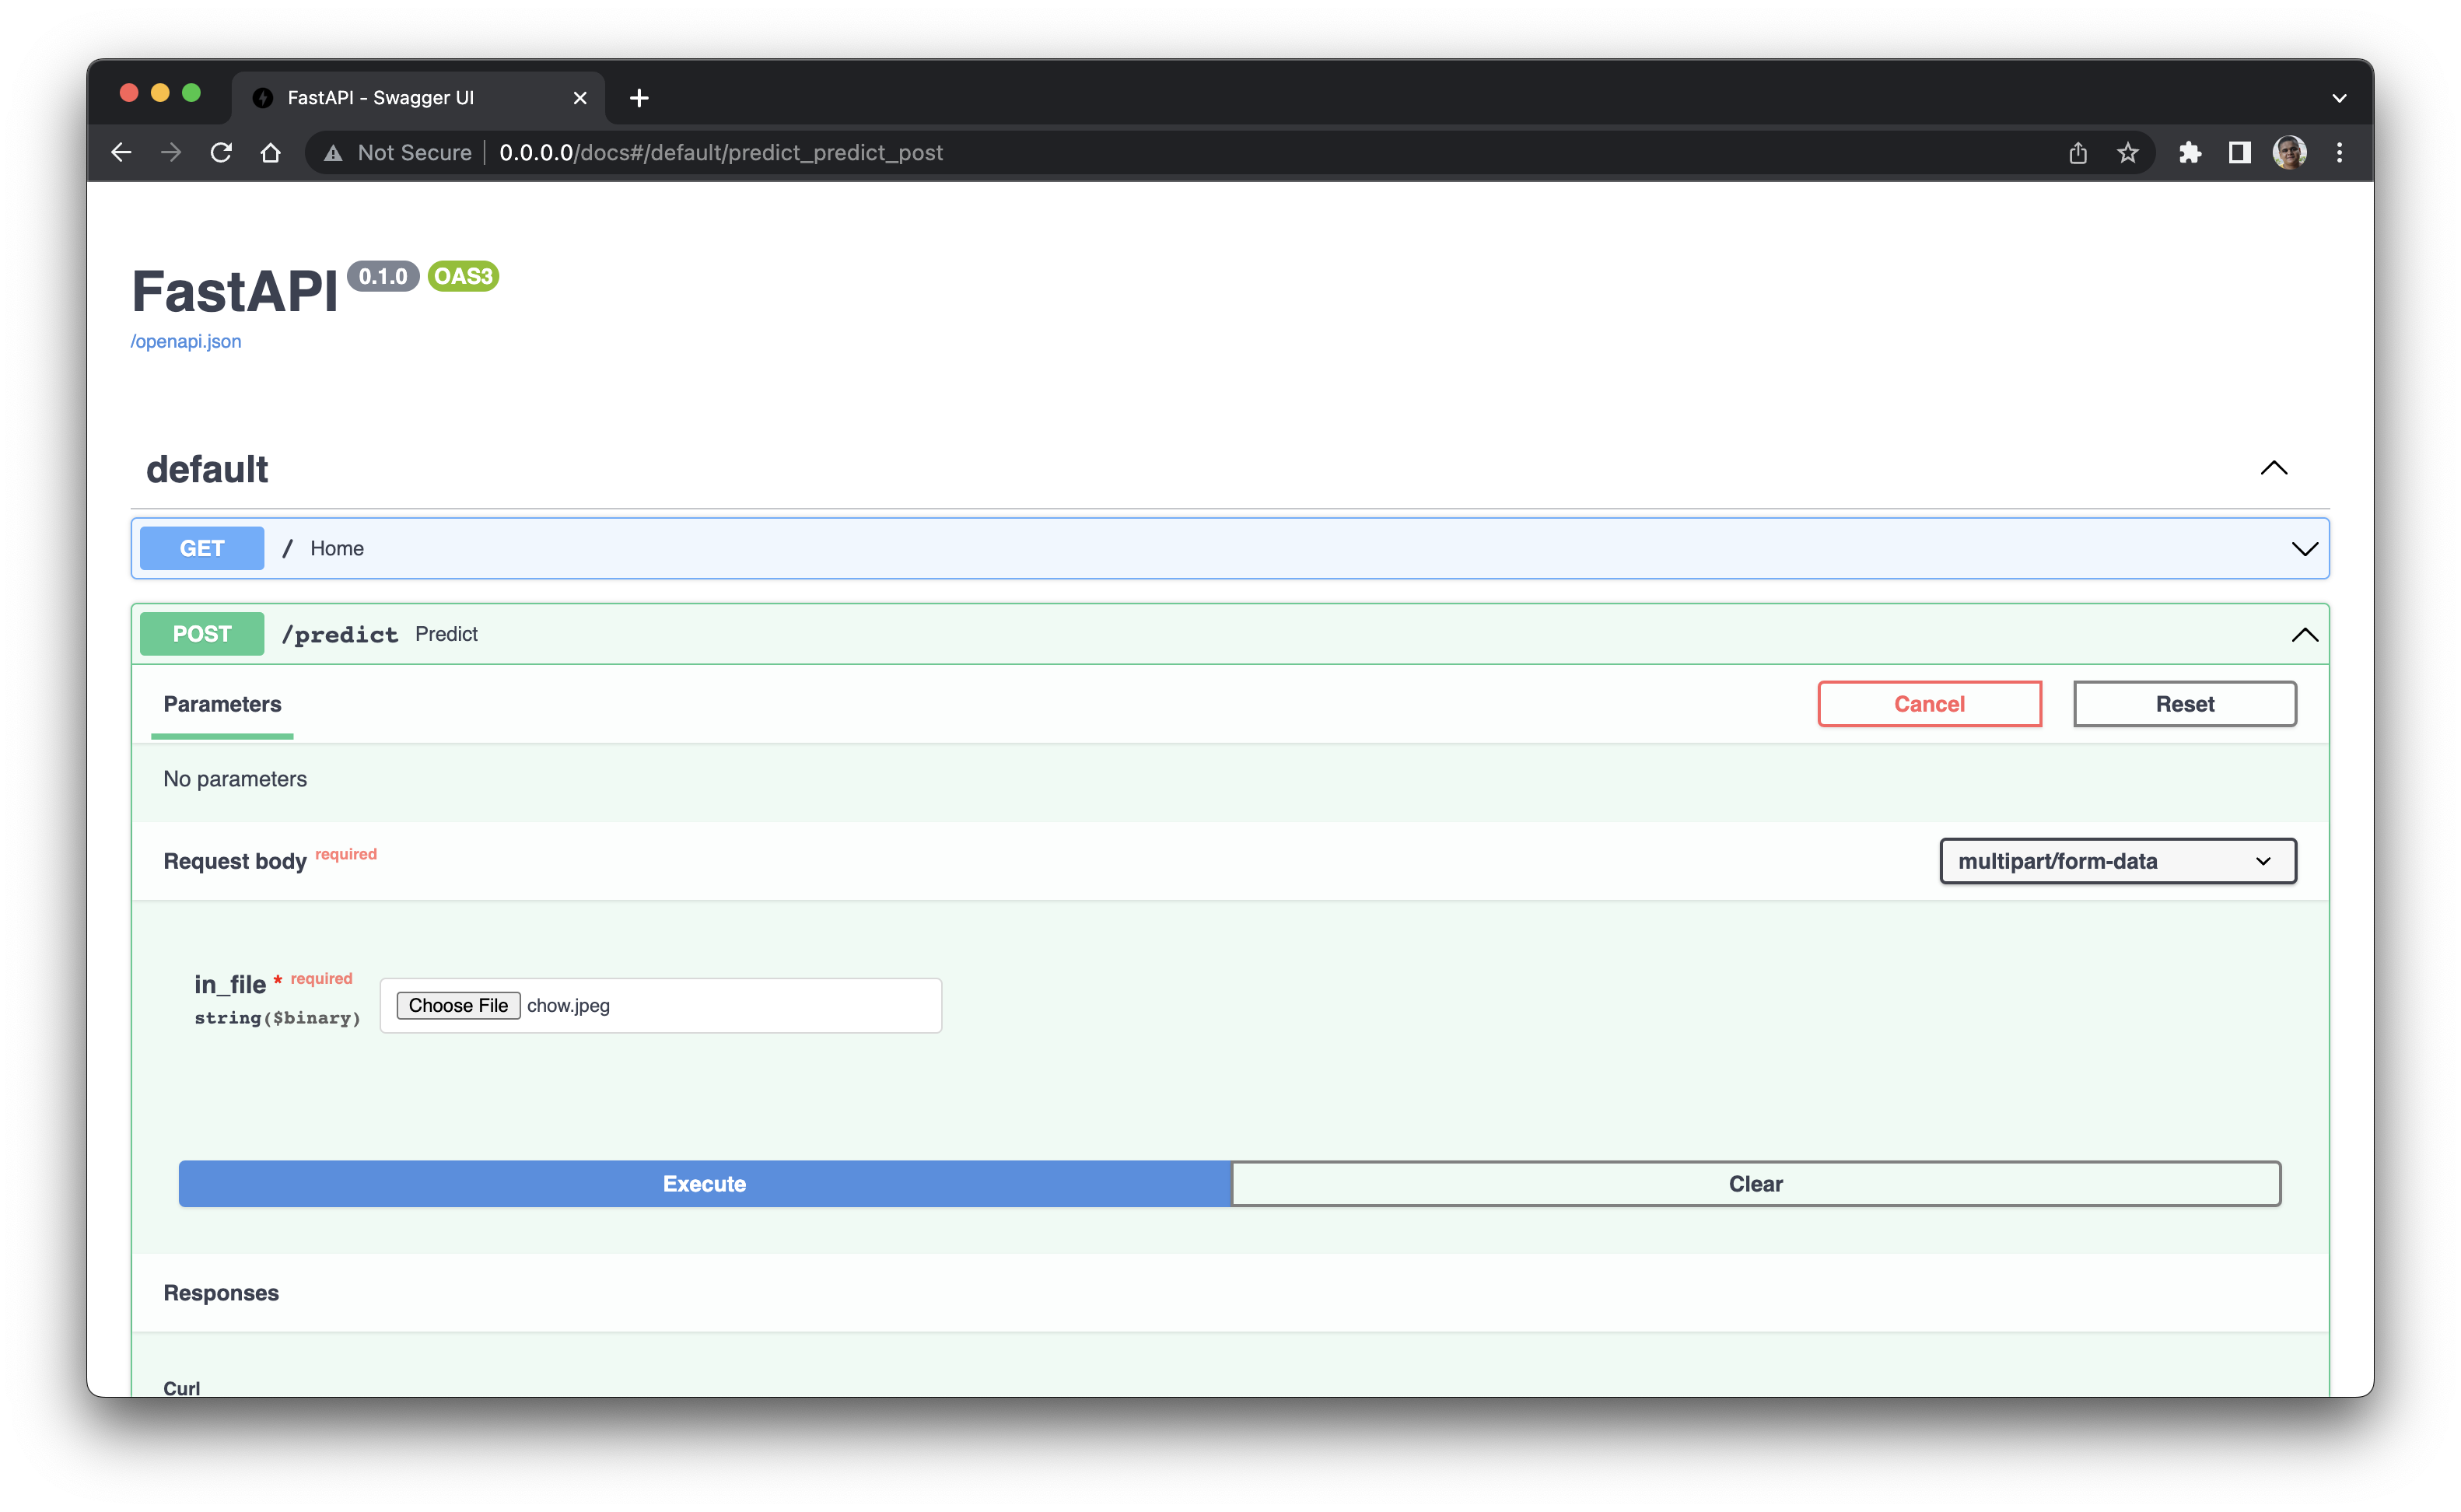 FastAPI - Swagger UI
Not Secure 0.0.0.0/docs#/default/predict_predict_post
FastAPI 0.1.0 OAS3
/openapi.json
default
GET / Home
POST /predict Predict
Parameters Cancel Reset
No parameters
Request body required multipart/form-data
in_file * required
string($binary) Choose File chow.jpeg
Execute Clear
Responses
Curl